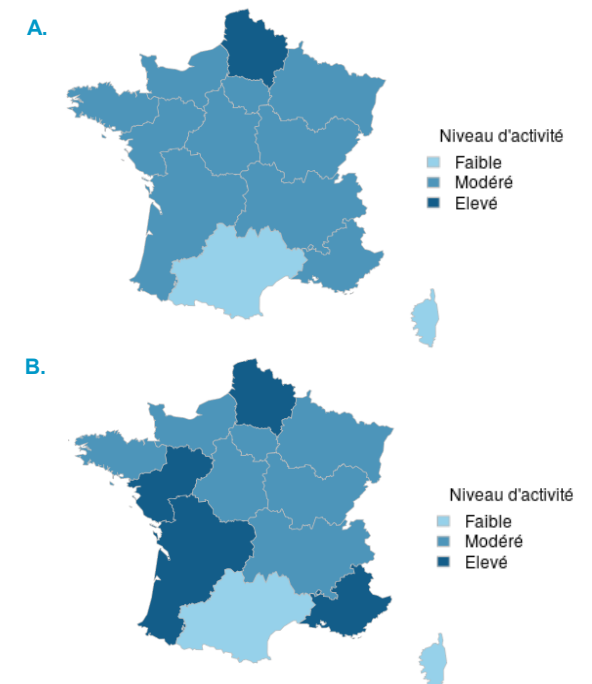 A.
Niveau d'activité
Faible
Modéré
Elevé
B.
Niveau d'activité
Faible
Modéré
Elevé